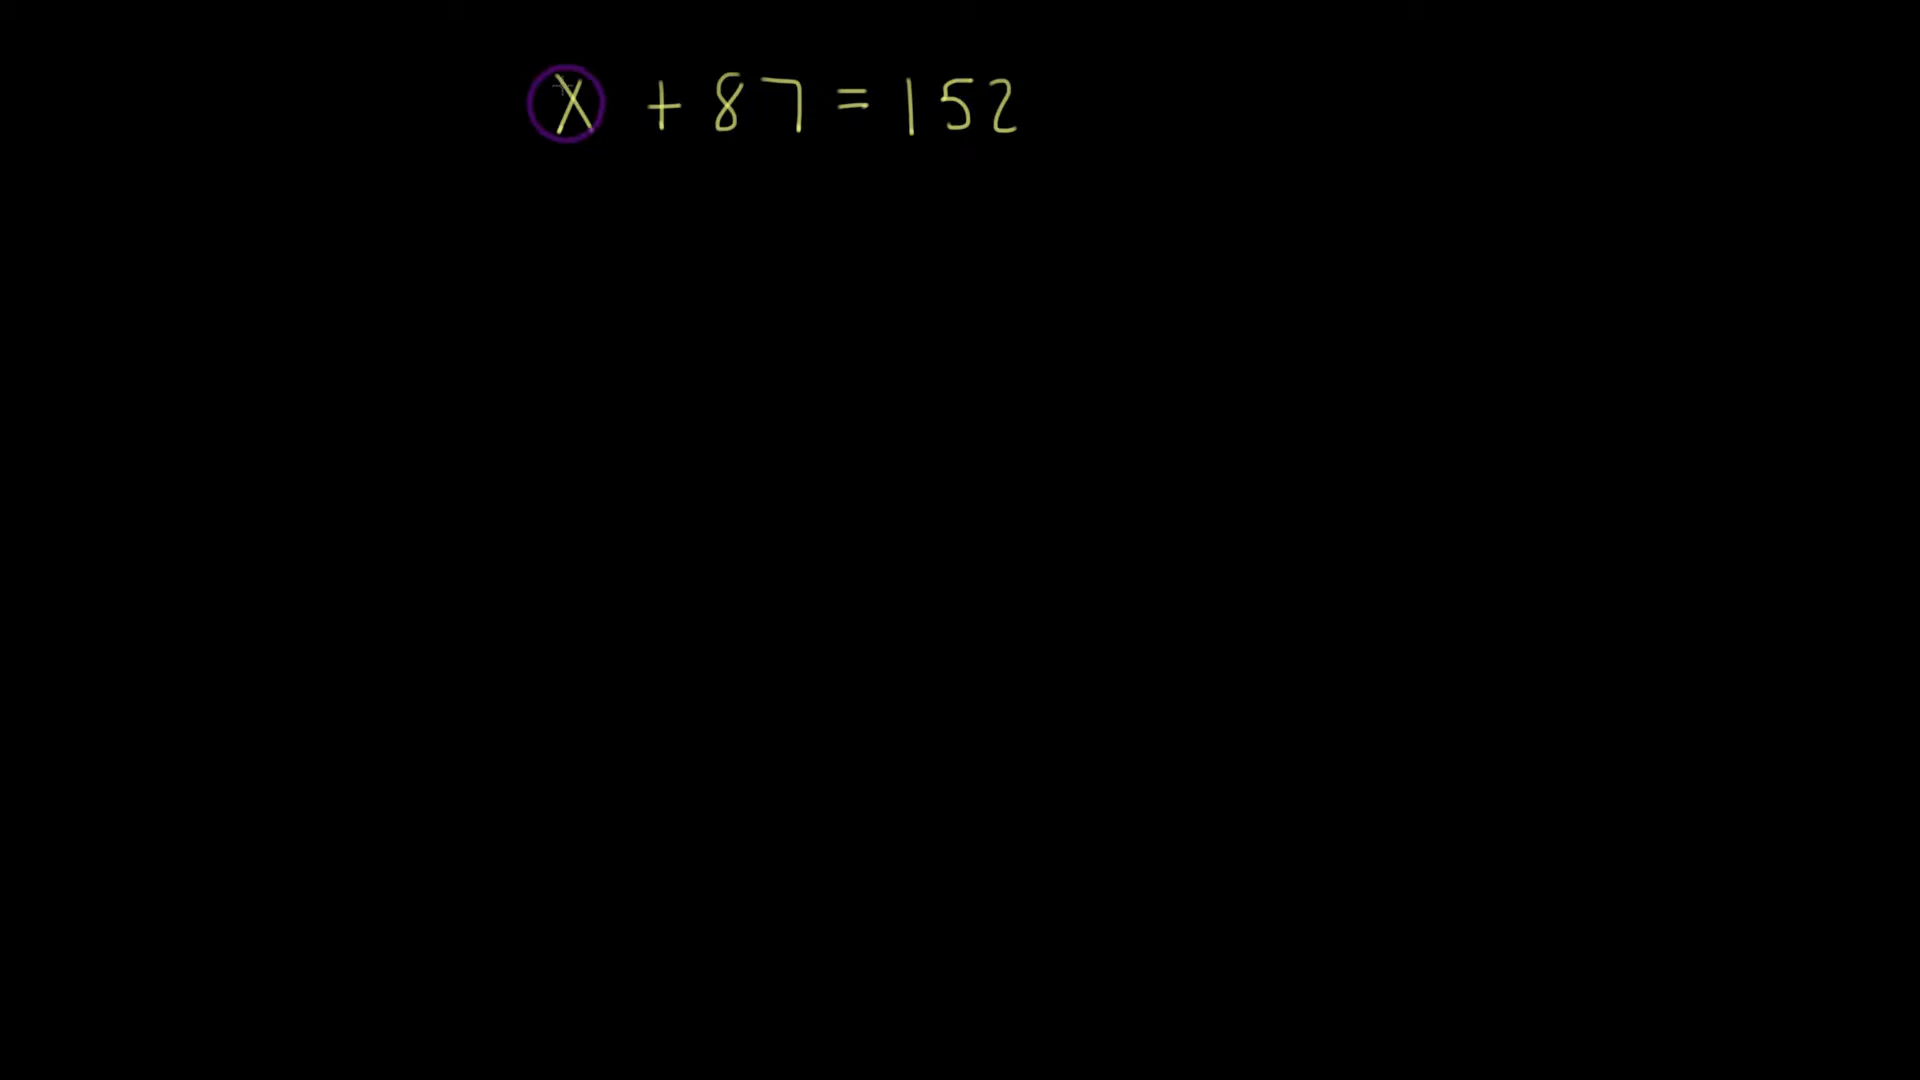 X + 87 = 152